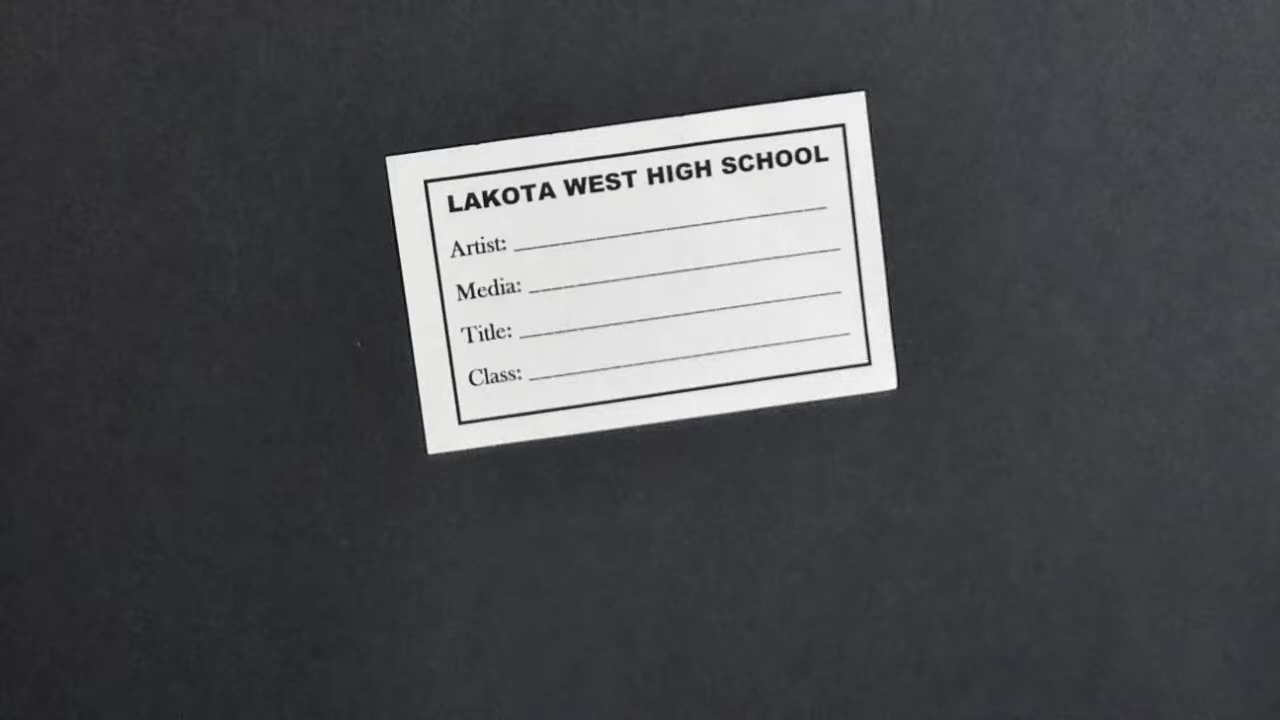 LAKOTA WEST HIGH SCHOOL
Artist:
Media:
Title:
Class: